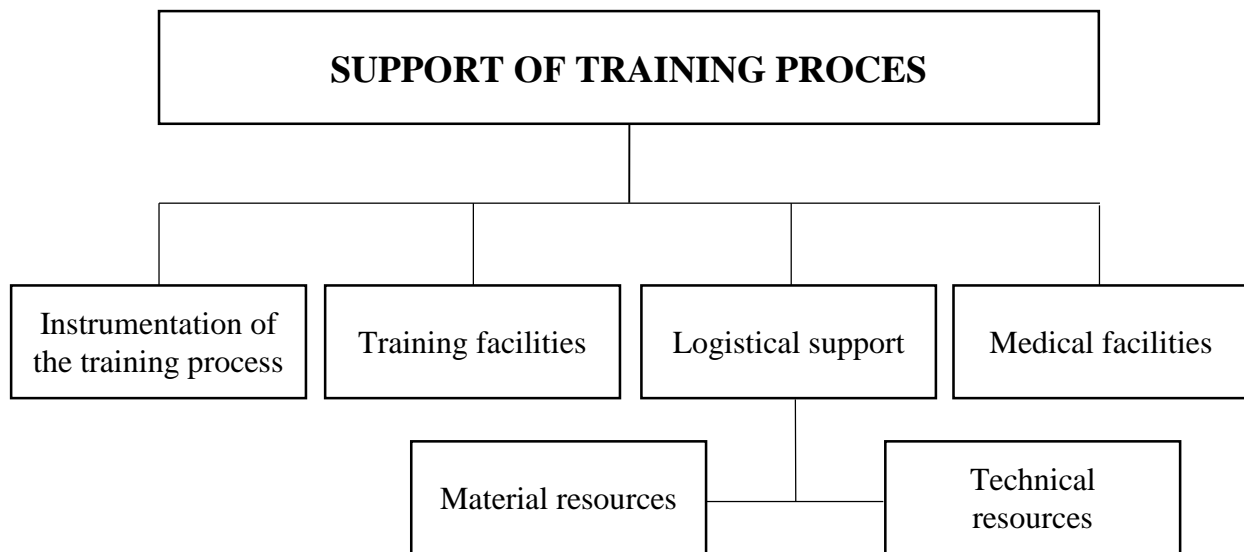 SUPPORT OF TRAINING PROCES
Instrumentation of
the training process
Training facilities
Logistical support
Medical facilities
Material resources
Technical
resources